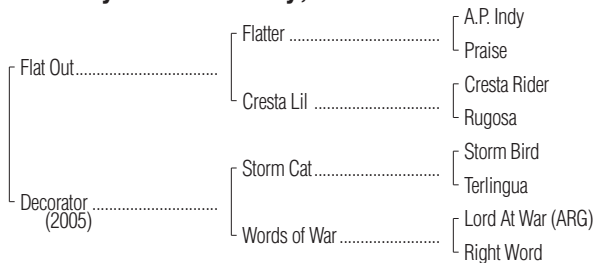 A.P. Indy
Flatter
Praise
Flat Out
Cresta Rider
Cresta Lil
Rugosa
Storm Bird
Storm Cat
Terlingua
Decorator
(2005)
Lord At War (ARG)
Words of War
Right Word